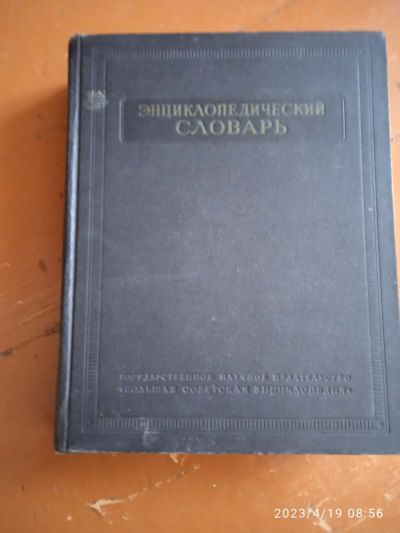 ЭНЦИКЛОПЕДИЧЕСКИЙ
СЛОВАРЬ
ГОСУДАРСТВЕННОЕ НАУЧНОЕ ИЗДАТЕЛЬСТВО
«БОЛЬШАЯ СОВЕТСКАЯ ЭНЦИКЛОПЕДИЯ»
2023/4/19 08:56